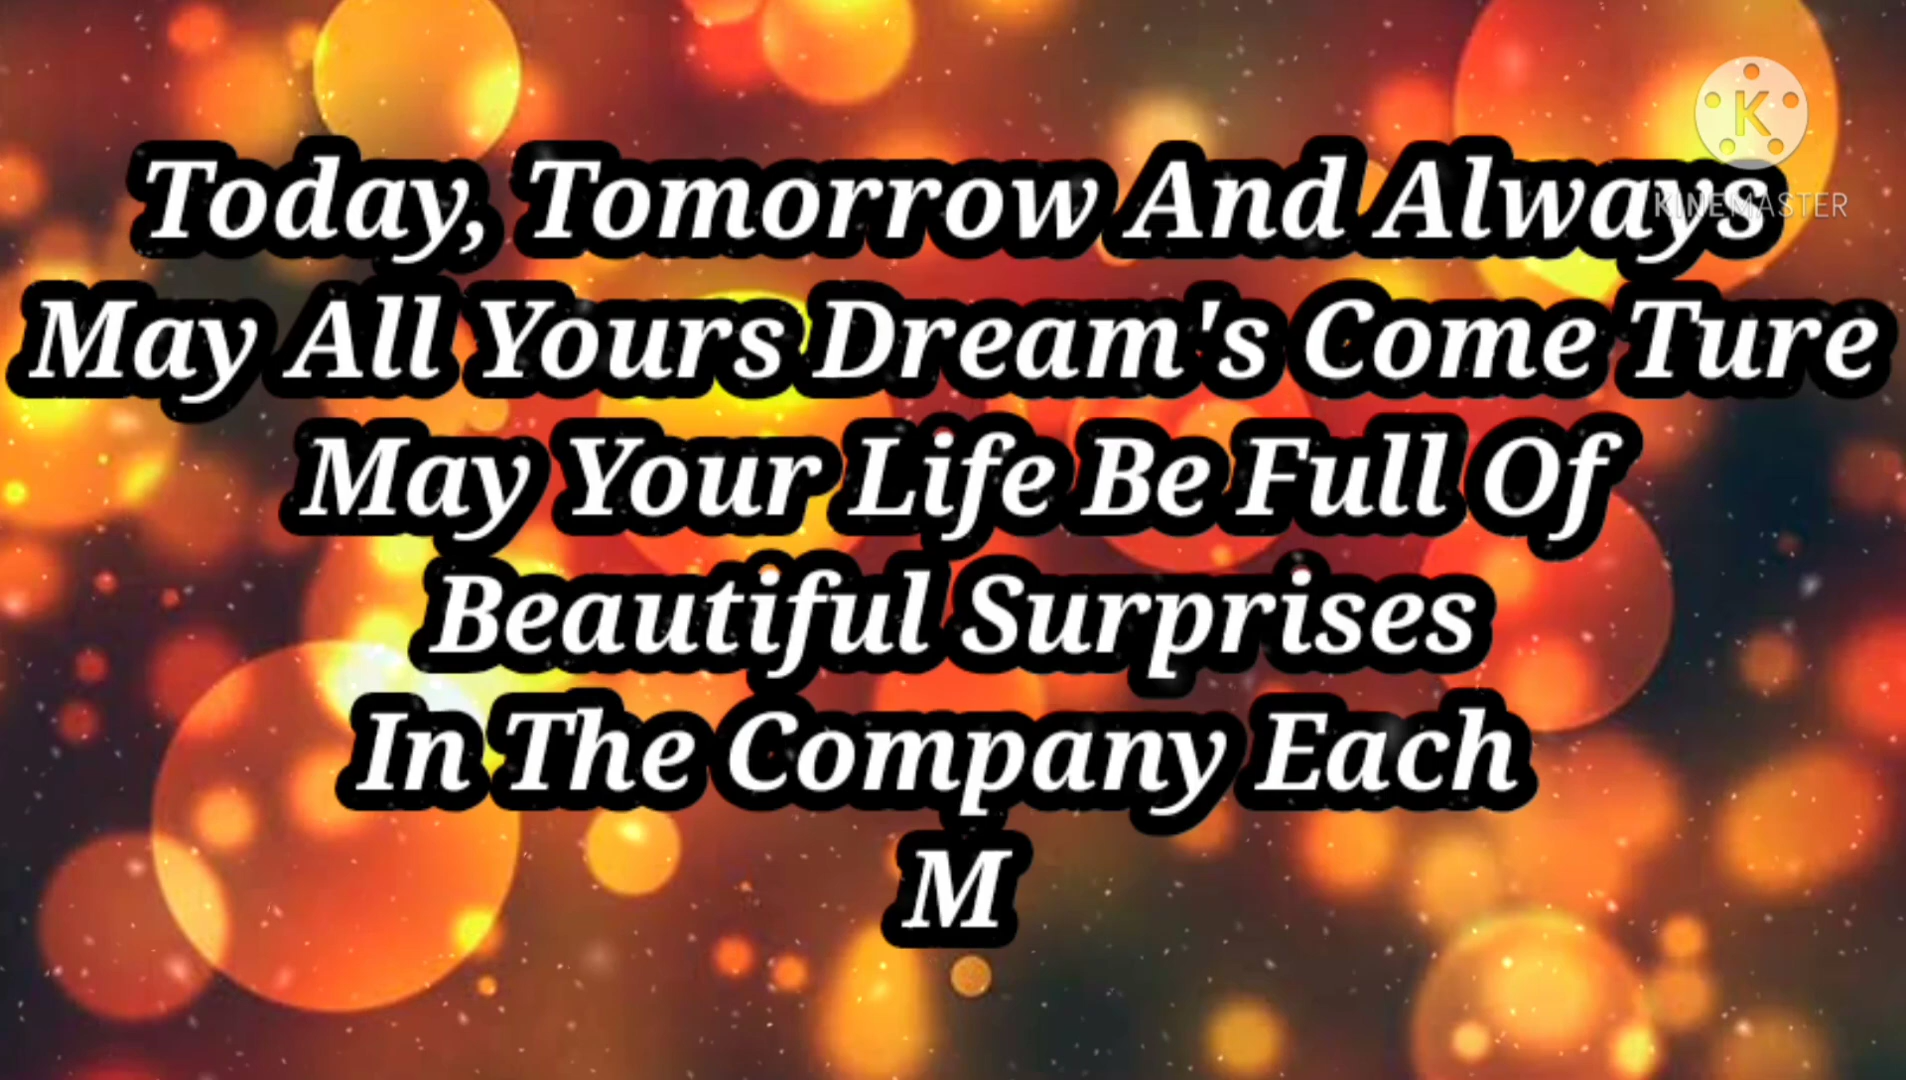 Today, Tomorrow And Always
May All Yours Dream's Come Ture
May Your Life Be Full Of
Beautiful Surprises
In The Company Each
M
K
KINEMASTER